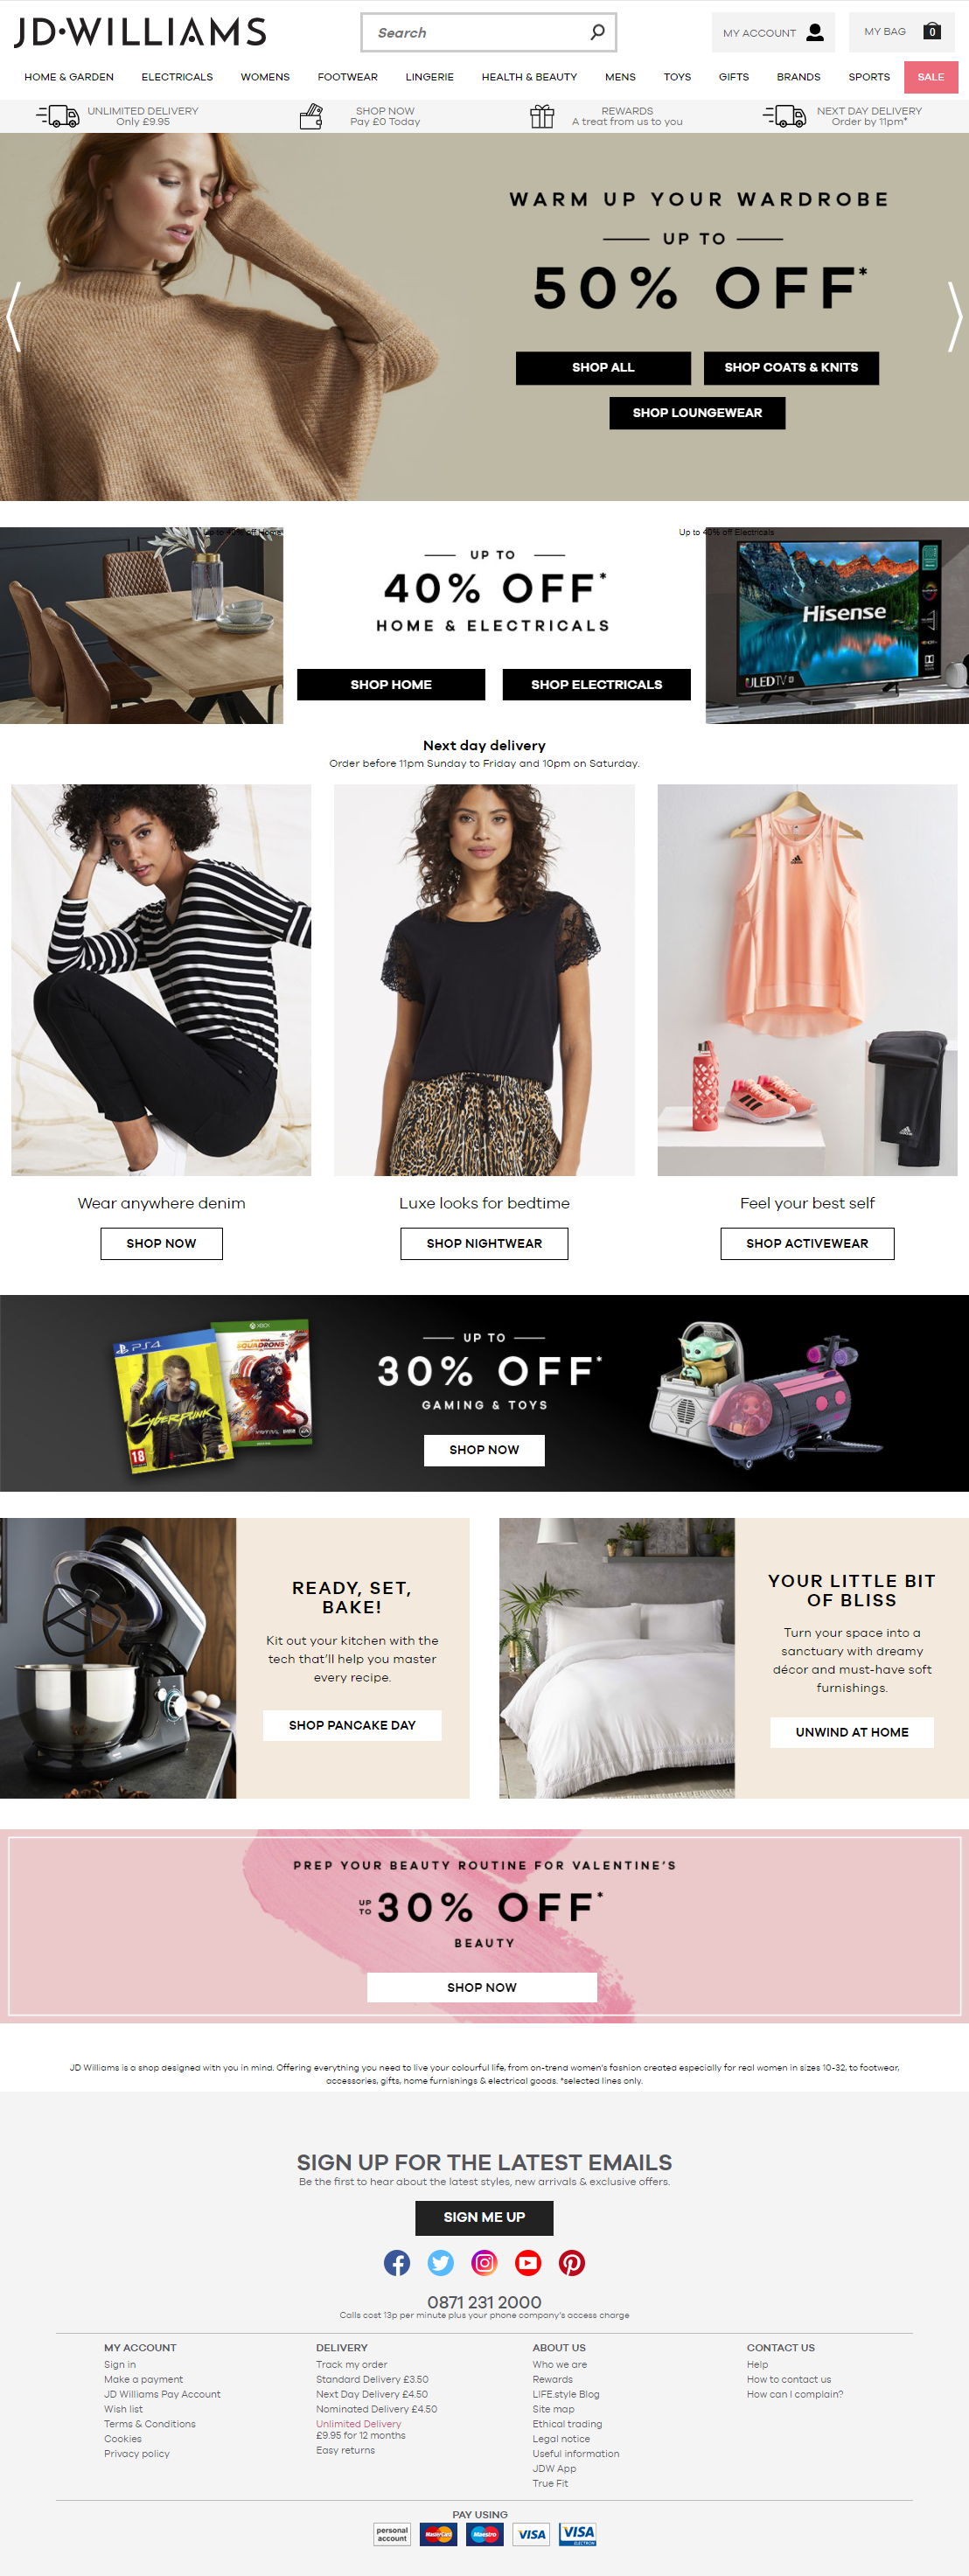 JD·WILLIAMS
Search
MY ACCOUNT
MY BAG
0
HOME & GARDEN
ELECTRICALS
WOMENS
FOOTWEAR
LINGERIE
HEALTH & BEAUTY
MENS
TOYS
GIFTS
BRANDS
SPORTS
SALE
UNLIMITED DELIVERY
Only £9.95
SHOP NOW
Pay £0 Today
REWARDS
A treat from us to you
NEXT DAY DELIVERY
Order by 11pm*
WARM UP YOUR WARDROBE
UP TO
50% OFF*
SHOP ALL
SHOP COATS & KNITS
SHOP LOUNGEWEAR
Up to 40% off Home
UP TO
40% OFF*
HOME & ELECTRICALS
SHOP HOME
SHOP ELECTRICALS
Up to 40% off Electricals
Hisense
ULED TV
Next day delivery
Order before 11pm Sunday to Friday and 10pm on Saturday.
adidas
adidas
Wear anywhere denim
SHOP NOW
Luxe looks for bedtime
SHOP NIGHTWEAR
Feel your best self
SHOP ACTIVEWEAR
PS4
Cyberpunk
18
XBOX
SQUADRONS
EA
UP TO
30% OFF*
GAMING & TOYS
SHOP NOW
READY, SET,
BAKE!
Kit out your kitchen with the
tech that'll help you master
every recipe.
SHOP PANCAKE DAY
YOUR LITTLE BIT
OF BLISS
Turn your space into a
sanctuary with dreamy
décor and must-have soft
furnishings.
UNWIND AT HOME
PREP YOUR BEAUTY ROUTINE FOR VALENTINE'S
UP TO
30% OFF*
BEAUTY
SHOP NOW
JD Williams is a shop designed with you in mind. Offering everything you need to live your colourful life, from on-trend women's fashion created especially for real women in sizes 10-32, to footwear,
accessories, gifts, home furnishings & electrical goods. *selected lines only.
SIGN UP FOR THE LATEST EMAILS
Be the first to hear about the latest styles, new arrivals & exclusive offers.
SIGN ME UP
0871 231 2000
Calls cost 13p per minute plus your phone company's access charge
MY ACCOUNT
Sign in
Make a payment
JD Williams Pay Account
Wish list
Terms & Conditions
Cookies
Privacy policy
DELIVERY
Track my order
Standard Delivery £3.50
Next Day Delivery £4.50
Nominated Delivery £4.50
Unlimited Delivery
£9.95 for 12 months
Easy returns
ABOUT US
Who we are
Rewards
LIFE.style Blog
Site map
Ethical trading
Legal notice
Useful information
JDW App
True Fit
CONTACT US
Help
How to contact us
How can I complain?
PAY USING
personal account
MasterCard
Maestro
VISA
VISA
ELECTRON